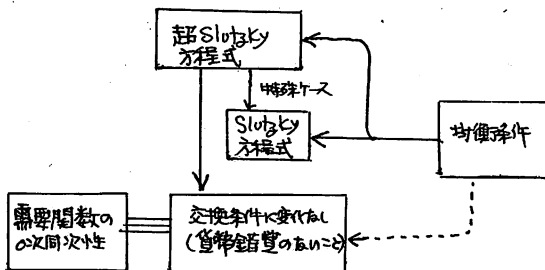 超Slutzky
方程式
特殊ケース
Slutzky
方程式
均衡条件
需要関数の
0次同次性
交換条件に変化なし
(貨幣錯覚のないこと)